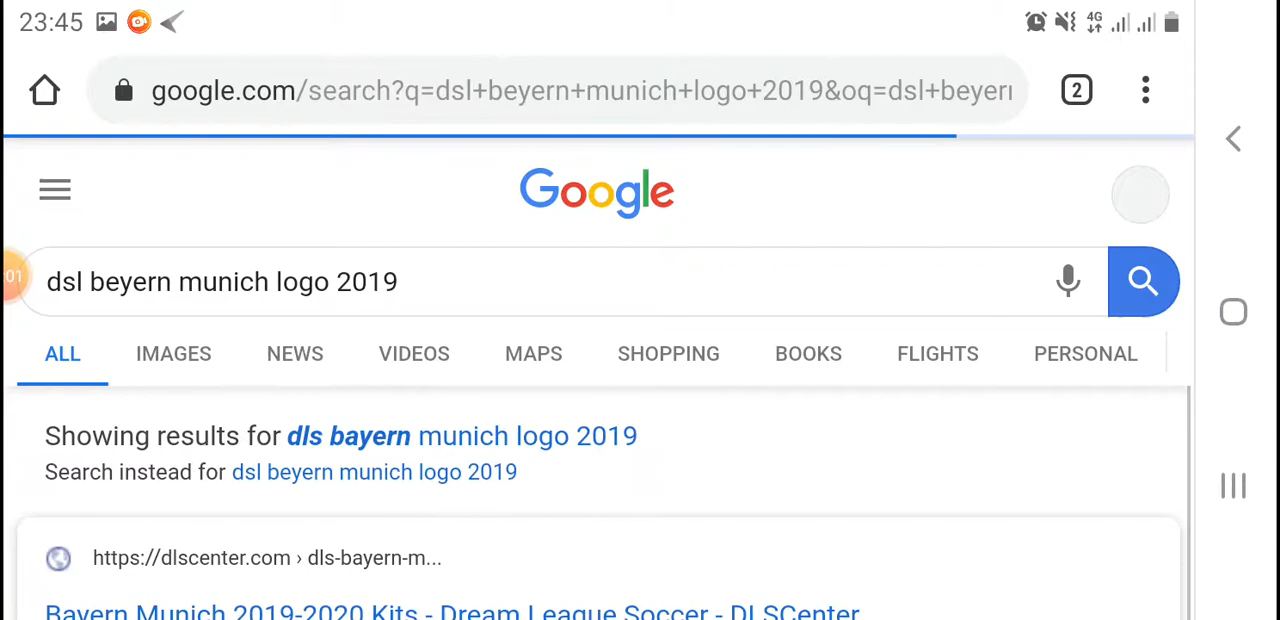 23:45 4G
google.com/search?q=dsl+beyern+munich+logo+2019&oq=dsl+beyern 2
Google
01 dsl beyern munich logo 2019
ALL IMAGES NEWS VIDEOS MAPS SHOPPING BOOKS FLIGHTS PERSONAL
Showing results for dls bayern munich logo 2019
Search instead for dsl beyern munich logo 2019
https://dlscenter.com › dls-bayern-m...
Bayern Munich 2019-2020 Kits - Dream League Soccer - DLSCenter